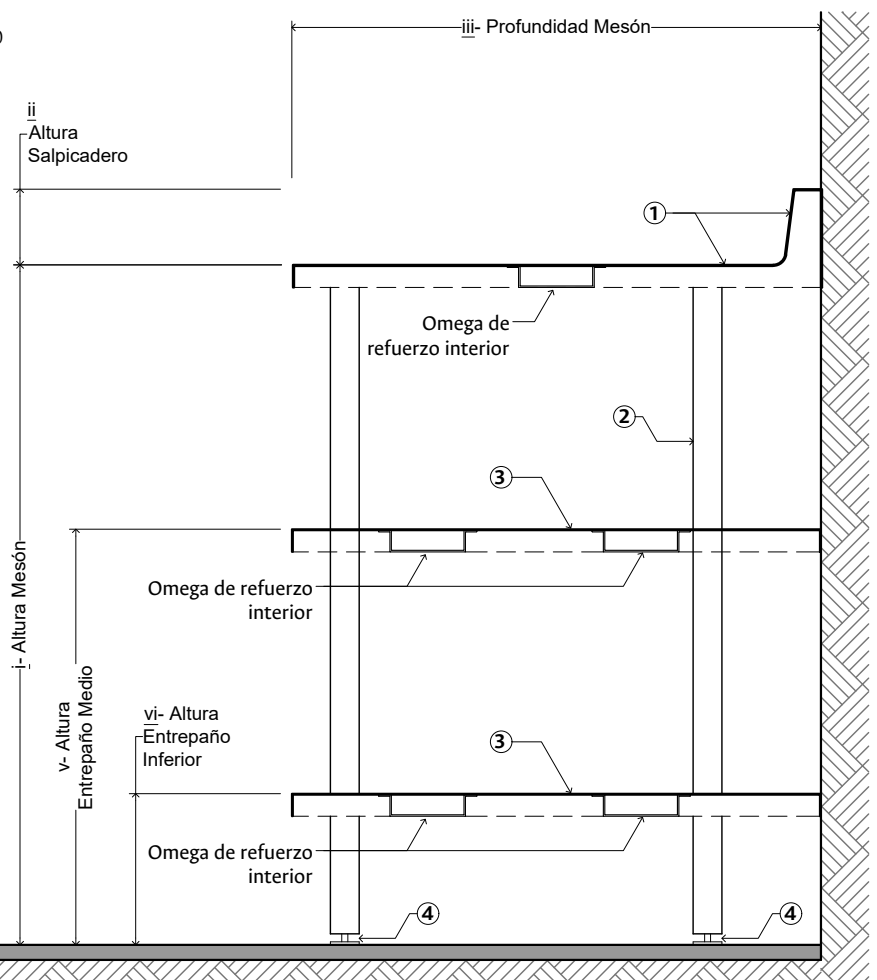 iii- Profundidad Mesón
ii
Altura
Salpicadero
1
Omega de
refuerzo interior
2
3
i- Altura Mesón
v- Altura
Entrepaño Medio
Omega de refuerzo
interior
vi- Altura
Entrepaño
Inferior
3
Omega de refuerzo
interior
4
4